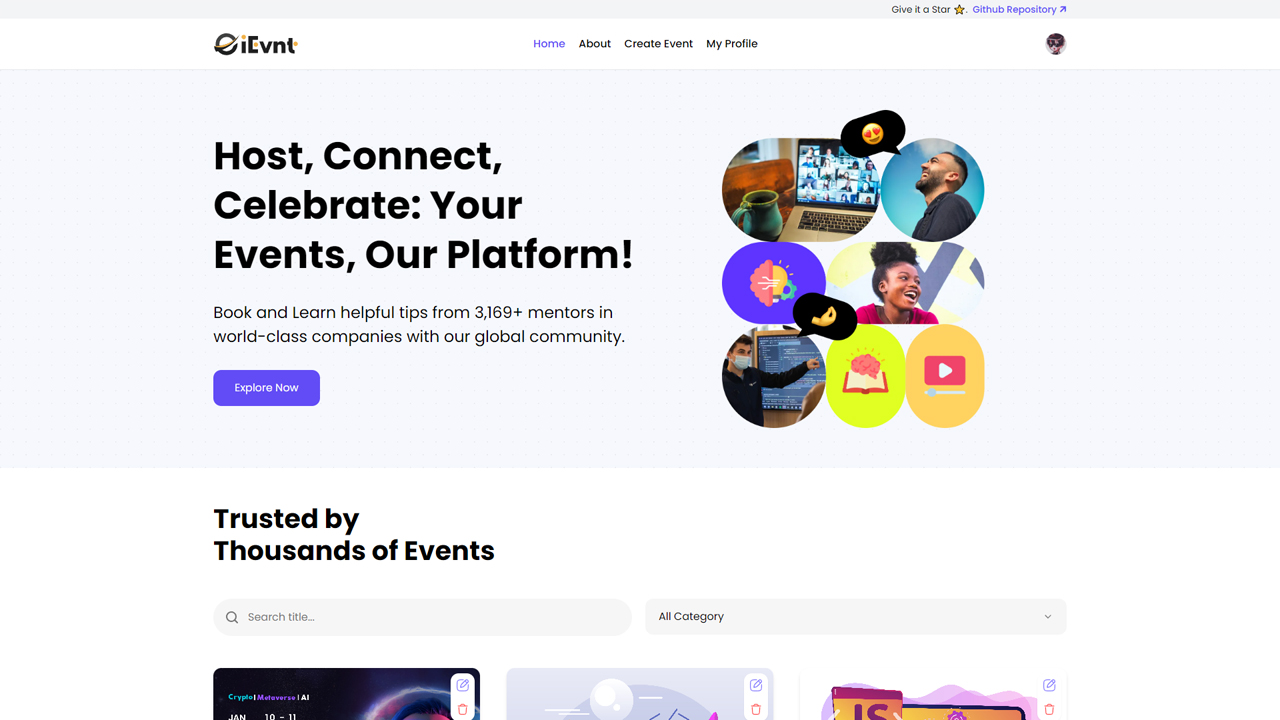 Give it a Star ⭐. Github Repository ↗
iEvnt
Home About Create Event My Profile
Host, Connect,
Celebrate: Your
Events, Our Platform!
Book and Learn helpful tips from 3,169+ mentors in
world-class companies with our global community.
Explore Now
Trusted by
Thousands of Events
Search title...
All Category
Crypto | Metaverse | AI
JAN 10 - 11
JS